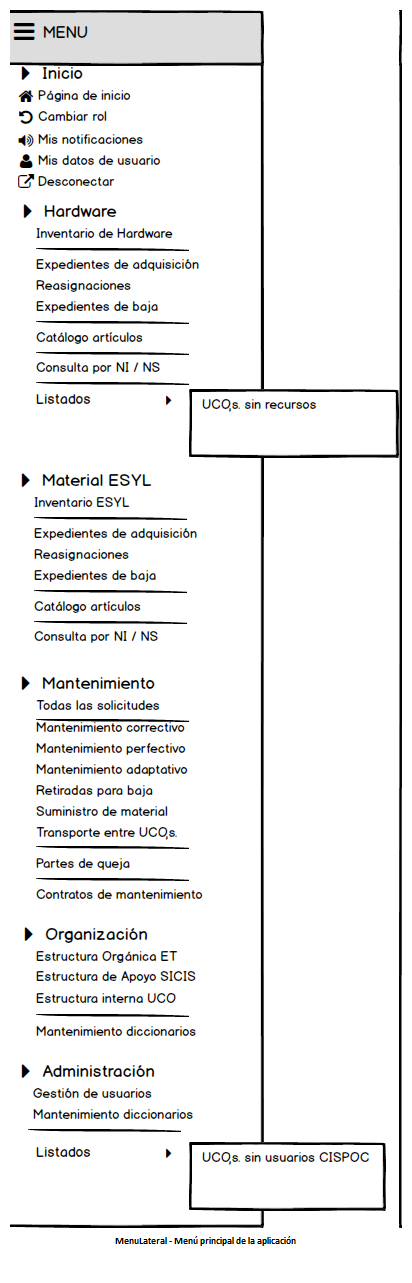 MENU
Inicio
Página de inicio
Cambiar rol
Mis notificaciones
Mis datos de usuario
Desconectar
Hardware
Inventario de Hardware
Expedientes de adquisición
Reasignaciones
Expedientes de baja
Catálogo artículos
Consulta por NI / NS
Listados
UCO,s. sin recursos
Material ESYL
Inventario ESYL
Expedientes de adquisición
Reasignaciones
Expedientes de baja
Catálogo artículos
Consulta por NI / NS
Mantenimiento
Todas las solicitudes
Mantenimiento correctivo
Mantenimiento perfectivo
Mantenimiento adaptativo
Retiradas para baja
Suministro de material
Transporte entre UCO,s.
Partes de queja
Contratos de mantenimiento
Organización
Estructura Orgánica ET
Estructura de Apoyo SICIS
Estructura interna UCO
Mantenimiento diccionarios
Administración
Gestión de usuarios
Mantenimiento diccionarios
Listados
UCO,s. sin usuarios CISPOC
MenuLateral - Menú principal de la aplicación